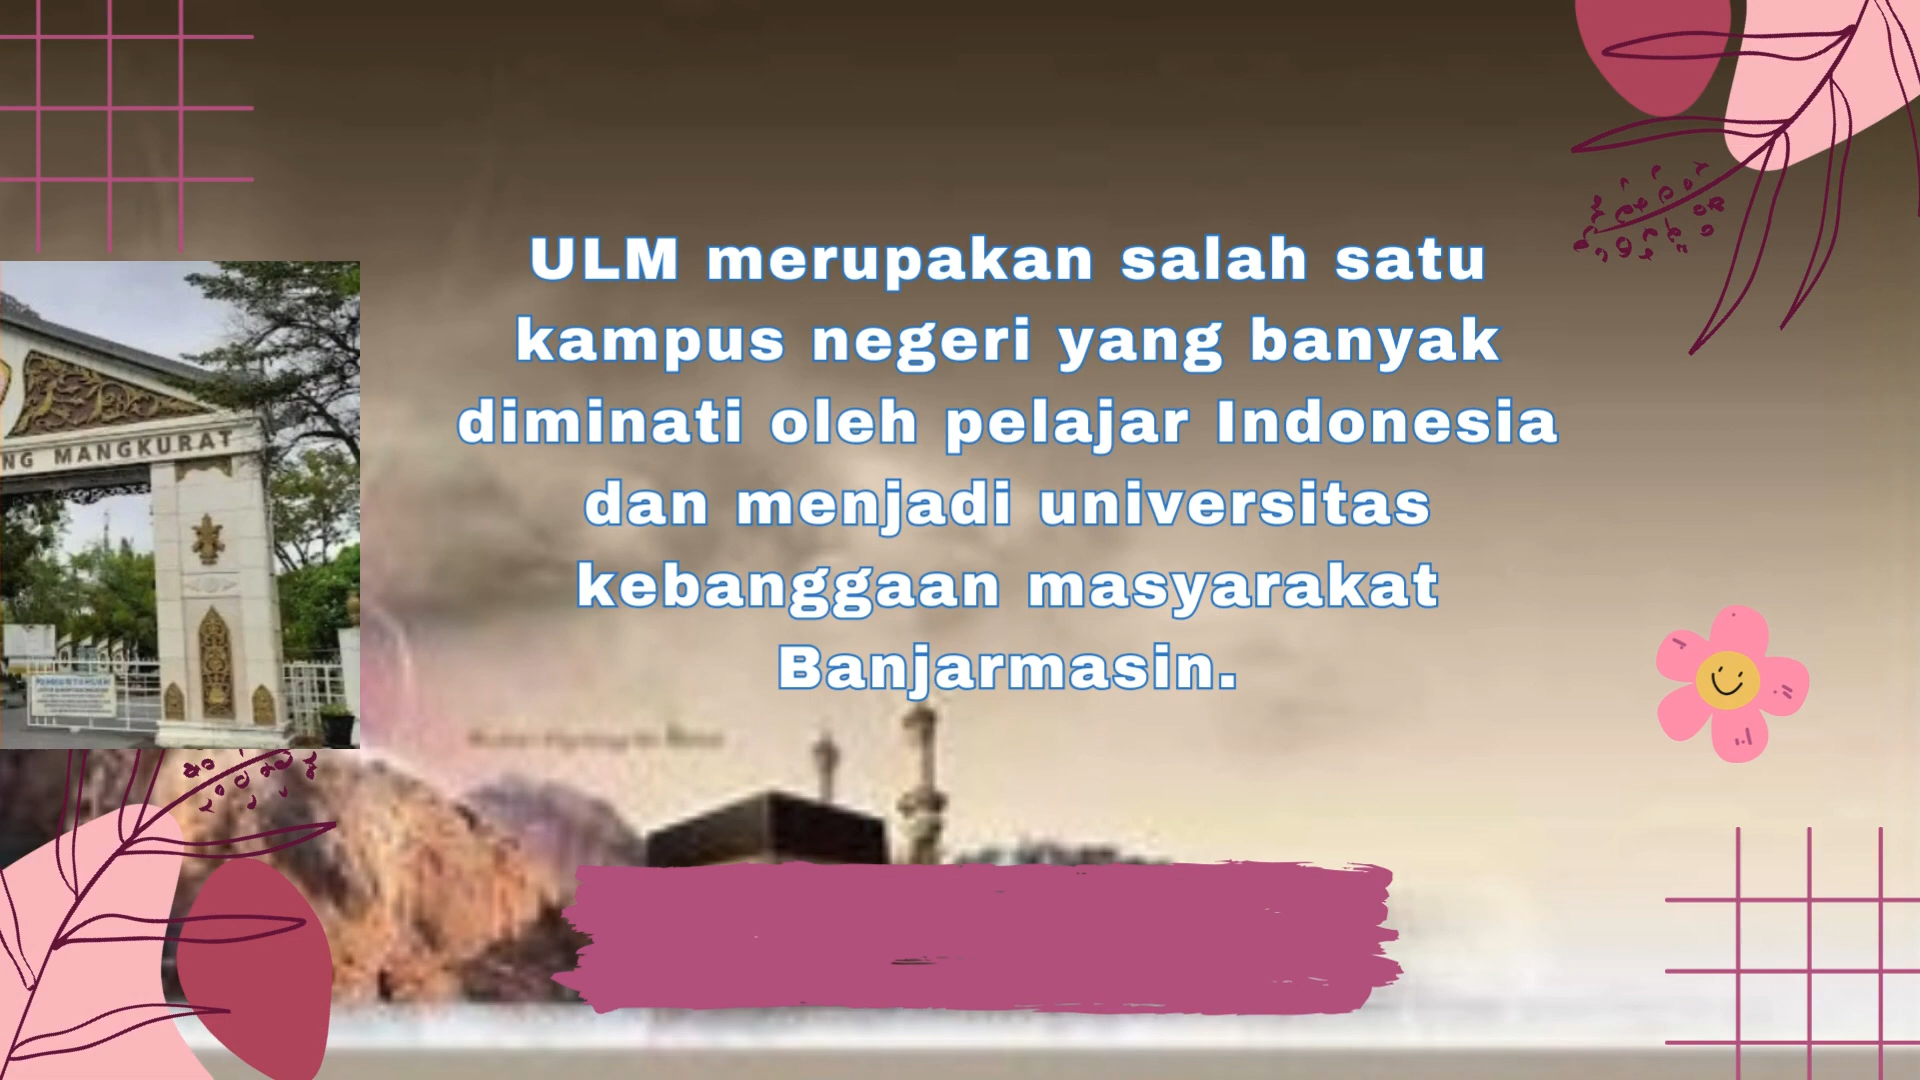 ULM merupakan salah satu
kampus negeri yang banyak
diminati oleh pelajar Indonesia
dan menjadi universitas
kebanggaan masyarakat
Banjarmasin.
NG MANGKURAT